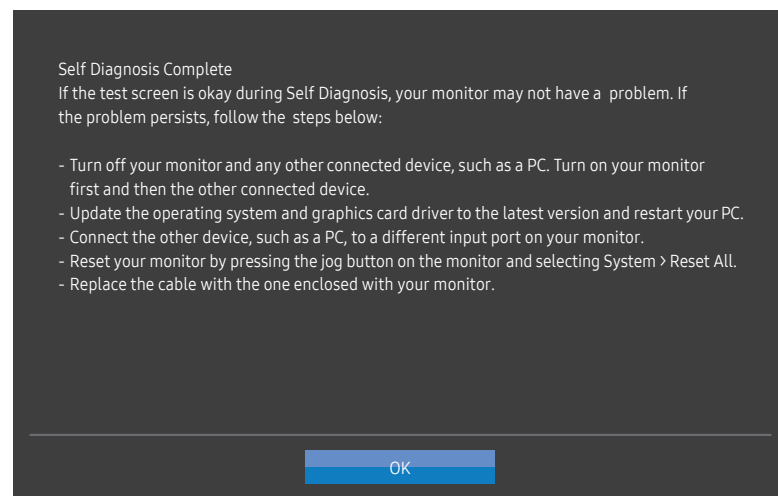 Self Diagnosis Complete
If the test screen is okay during Self Diagnosis, your monitor may not have a problem. If
the problem persists, follow the steps below:
- Turn off your monitor and any other connected device, such as a PC. Turn on your monitor
first and then the other connected device.
- Update the operating system and graphics card driver to the latest version and restart your PC.
- Connect the other device, such as a PC, to a different input port on your monitor.
- Reset your monitor by pressing the jog button on the monitor and selecting System > Reset All.
- Replace the cable with the one enclosed with your monitor.
OK